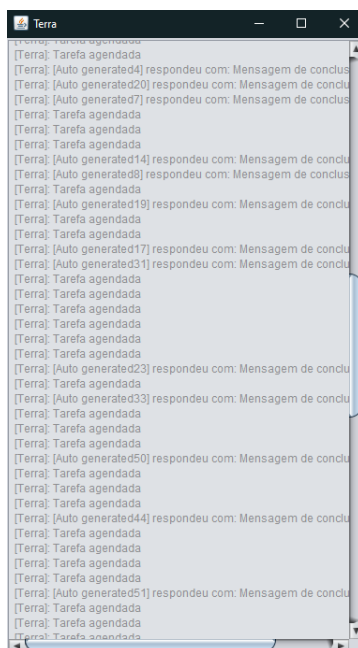 Terra
[Terra]: Tarefa agendada
[Terra]: Tarefa agendada
[Terra]: [Auto generated4] respondeu com: Mensagem de conclus
[Terra]: [Auto generated20] respondeu com: Mensagem de conclu
[Terra]: [Auto generated7] respondeu com: Mensagem de conclus
[Terra]: Tarefa agendada
[Terra]: Tarefa agendada
[Terra]: Tarefa agendada
[Terra]: [Auto generated14] respondeu com: Mensagem de conclu
[Terra]: [Auto generated8] respondeu com: Mensagem de conclus
[Terra]: Tarefa agendada
[Terra]: [Auto generated19] respondeu com: Mensagem de conclu
[Terra]: Tarefa agendada
[Terra]: Tarefa agendada
[Terra]: [Auto generated17] respondeu com: Mensagem de conclu
[Terra]: [Auto generated31] respondeu com: Mensagem de conclu
[Terra]: Tarefa agendada
[Terra]: Tarefa agendada
[Terra]: Tarefa agendada
[Terra]: Tarefa agendada
[Terra]: Tarefa agendada
[Terra]: Tarefa agendada
[Terra]: [Auto generated23] respondeu com: Mensagem de conclu
[Terra]: Tarefa agendada
[Terra]: [Auto generated33] respondeu com: Mensagem de conclu
[Terra]: Tarefa agendada
[Terra]: Tarefa agendada
[Terra]: Tarefa agendada
[Terra]: [Auto generated50] respondeu com: Mensagem de conclu
[Terra]: Tarefa agendada
[Terra]: Tarefa agendada
[Terra]: Tarefa agendada
[Terra]: [Auto generated44] respondeu com: Mensagem de conclu
[Terra]: Tarefa agendada
[Terra]: Tarefa agendada
[Terra]: Tarefa agendada
[Terra]: Tarefa agendada
[Terra]: [Auto generated51] respondeu com: Mensagem de conclu
[Terra]: Tarefa agendada
[Terra]: Tarefa agendada
[Terra]: Tarefa agendada